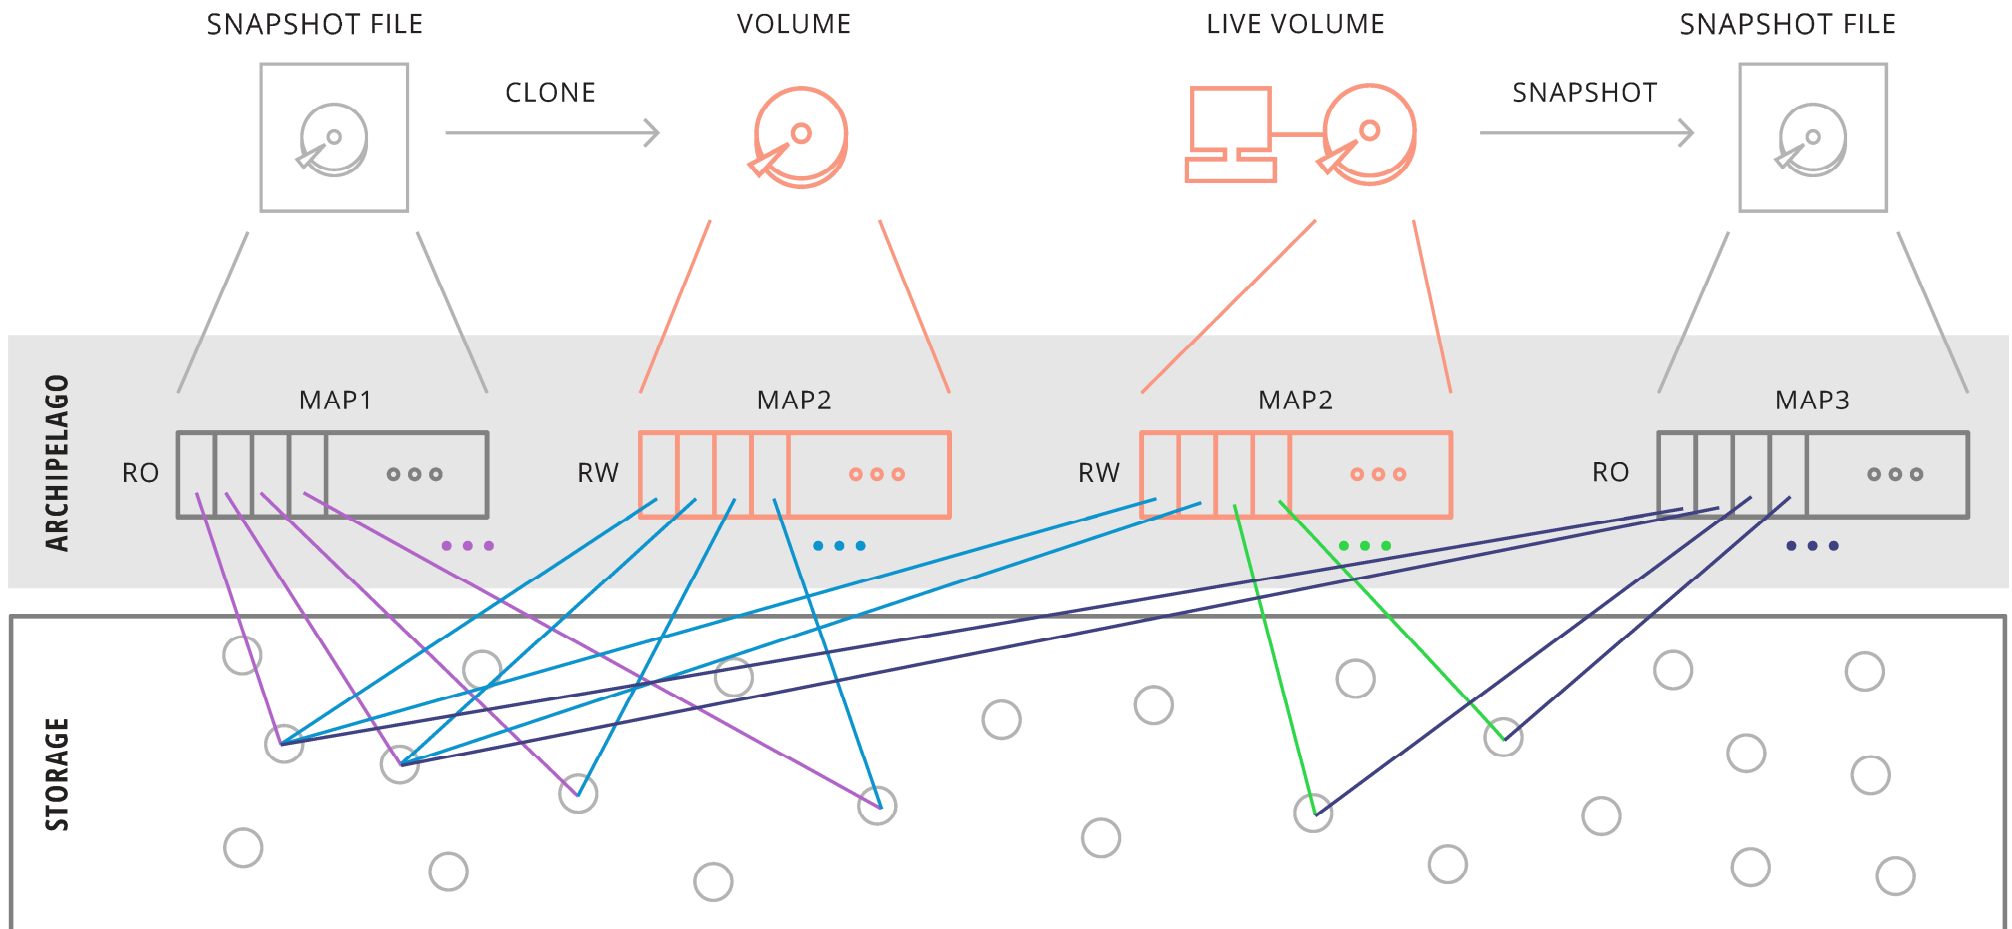 SNAPSHOT FILE
VOLUME
LIVE VOLUME
SNAPSHOT FILE
CLONE
SNAPSHOT
ARCHIPELAGO
MAP1
MAP2
MAP2
MAP3
RO
RW
RW
RO
STORAGE